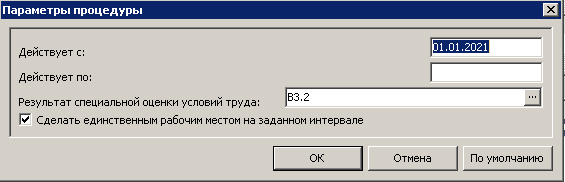 Параметры процедуры
Действует с: 01.01.2021
Действует по:
Результат специальной оценки условий труда: В3.2 ...
Сделать единственным рабочим местом на заданном интервале
OK Отмена По умолчанию